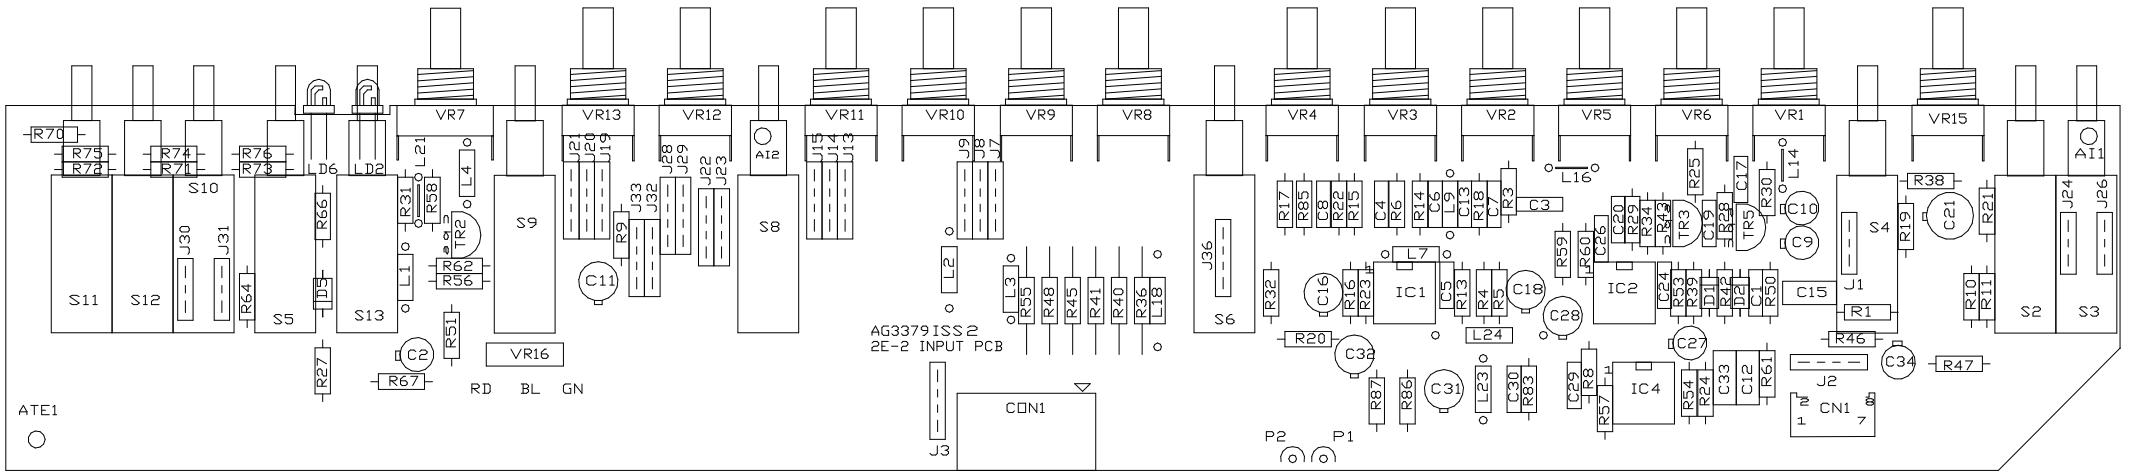 VR7
VR13
VR12
VR11
VR10
VR9
VR8
VR4
VR3
VR2
VR5
VR6
VR1
VR15
R70
R75
R72
R74
R71
R76
R73
LD6
LD2
L21
L4
J21
J20
J19
J28
J29
J22
J23
J33
J32
AI2
J15
J14
J13
J9
J8
J7
R25
C17
R30
L14
L16
AI1
S10
R31
R58
R66
TR2
S9
R9
S8
J36
R17
R85
C8
R22
R15
C4
R6
R14
C6
L9
C13
R18
C7
R3
C3
C20
R29
R34
R43
TR3
C19
R28
TR5
C10
C9
R38
S4
R19
C21
R21
J24
J26
J30
J31
R59
R60
C26
L7
R62
R56
L1
C11
L2
L3
R55
R48
R45
R41
R40
R36
L18
R32
C16
R16
R23
1
IC1
C5
R13
R4
R5
C18
IC2
C24
R53
R39
D1
R42
D2
C1
R50
C15
J1
R1
R10
R11
S11
S12
R64
S5
D5
S13
R51
S6
C28
S2
S3
AG3379 ISS2
2E-2 INPUT PCB
R27
C2
R67
VR16
RD BL GN
R20
C32
L24
C27
R46
C34
R47
J2
R87
R86
C31
L23
C30
R83
C29
R8
1
R57
IC4
R54
R24
C33
C12
R61
ATE1
CON1
J3
P2
P1
2
8
CN1
1
7